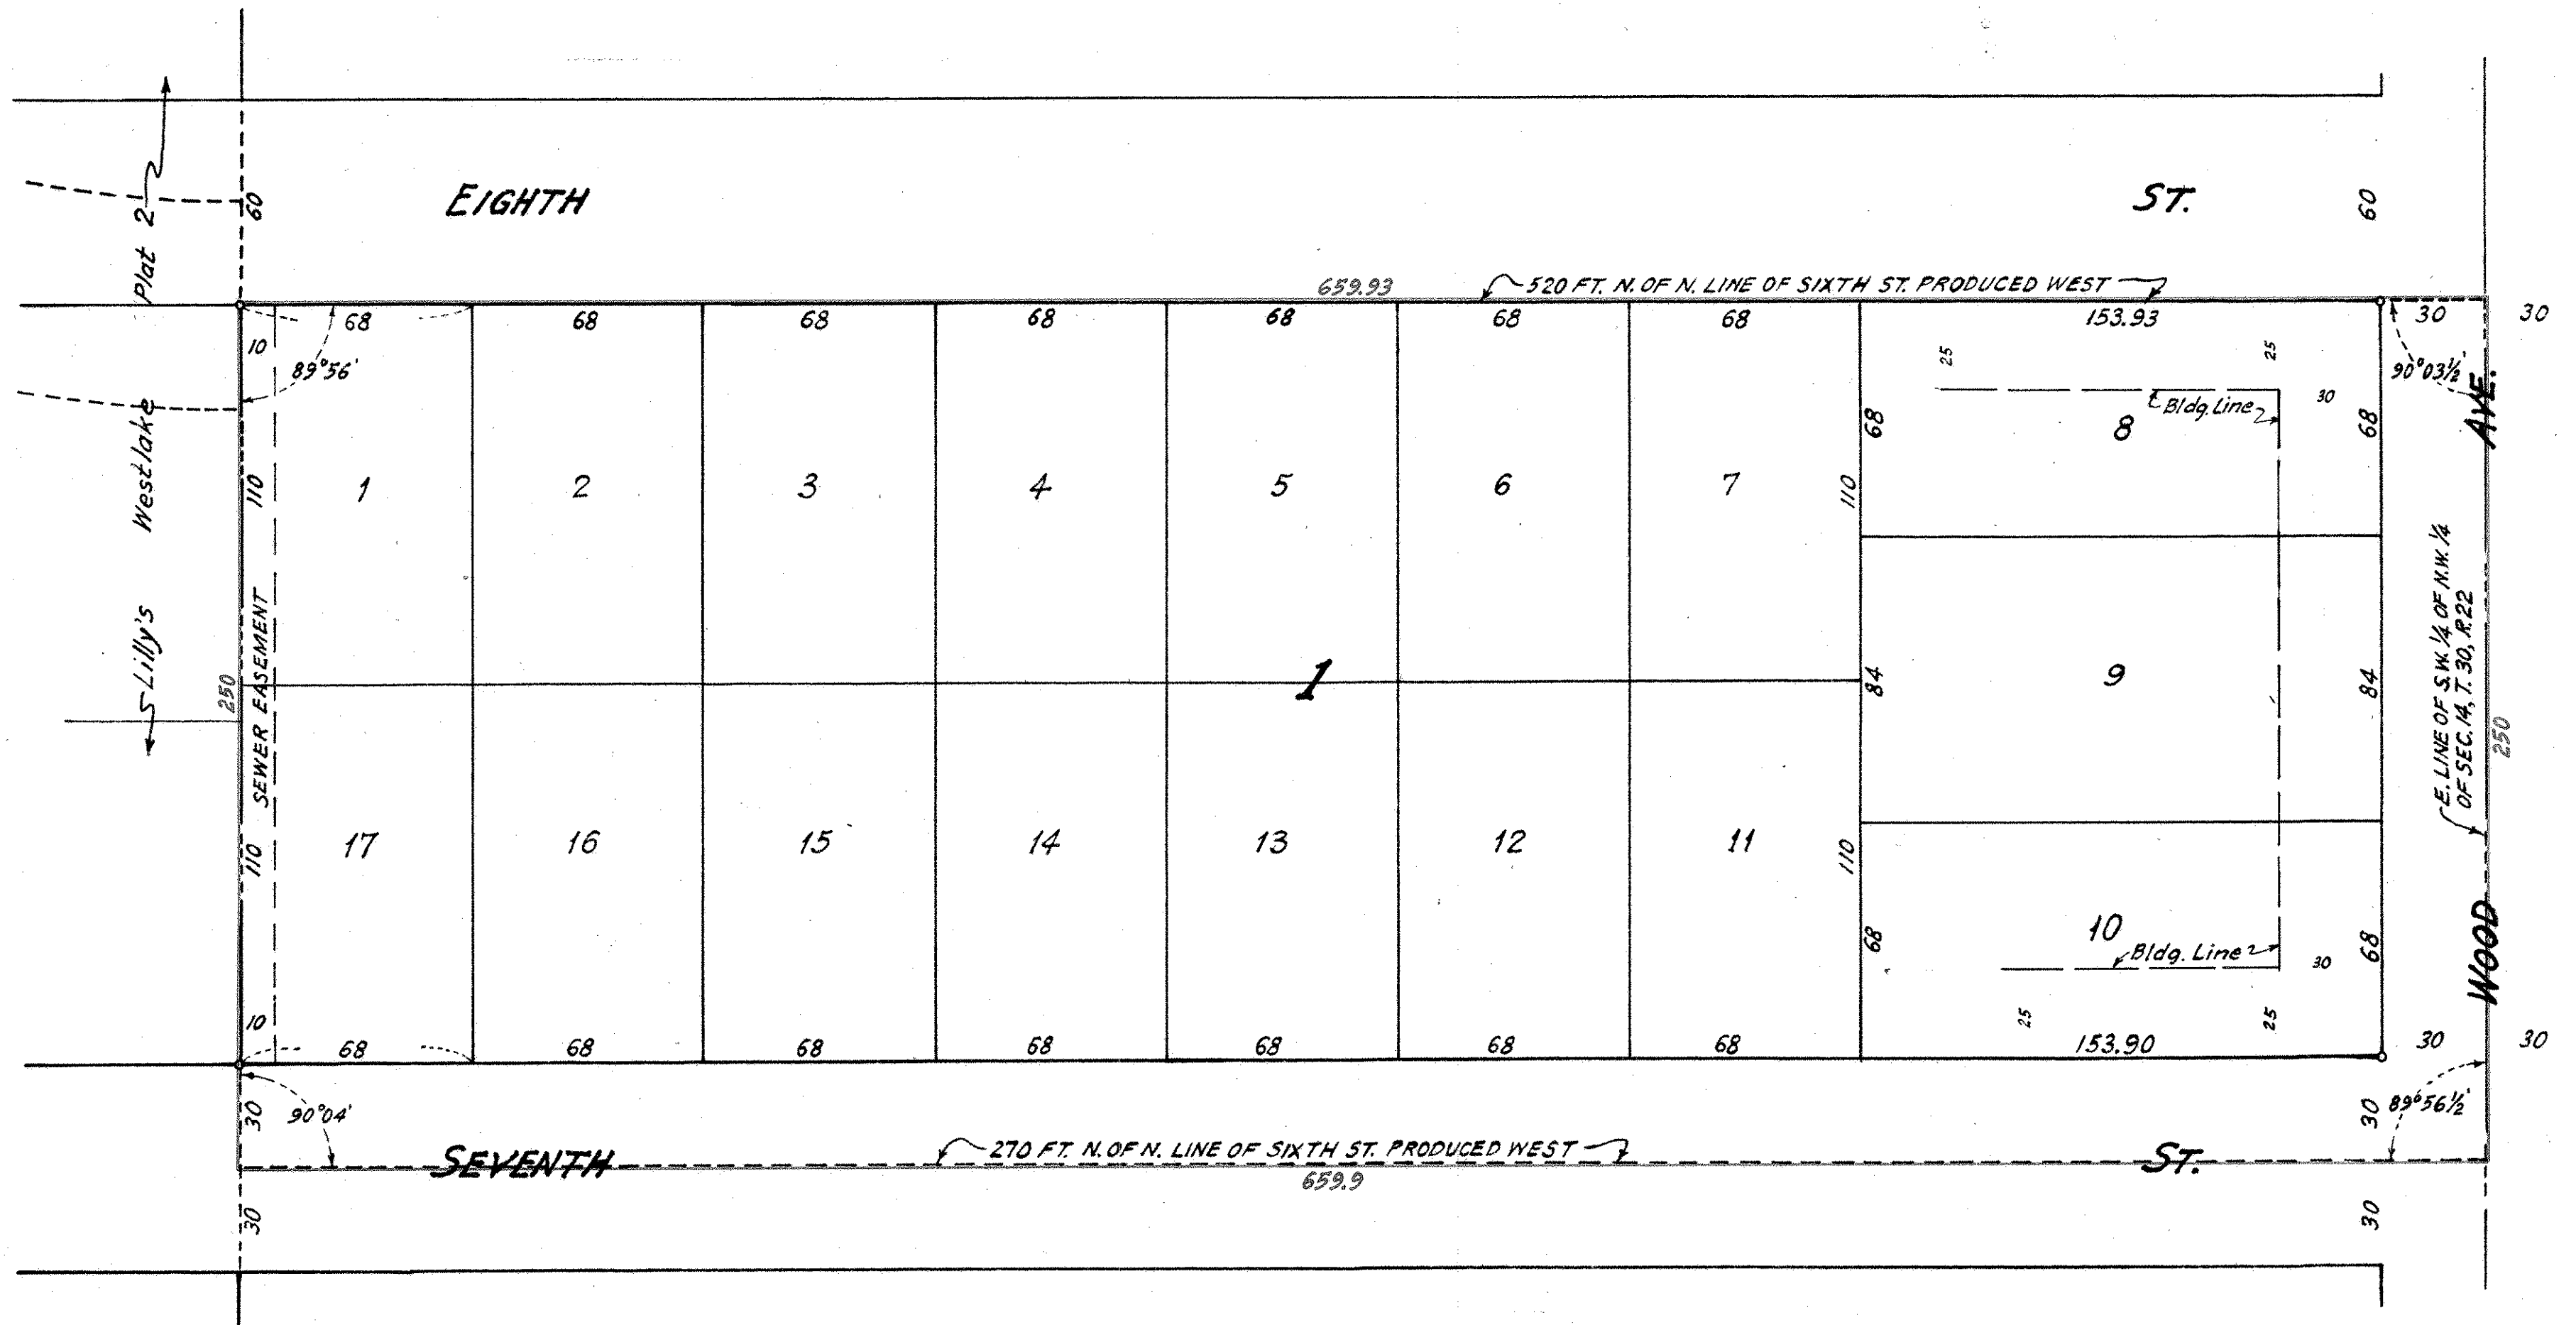 EIGHTH ST.
60
60
Plat 2
Westlake
Lilly's
659.93
520 FT. N. OF N. LINE OF SIXTH ST. PRODUCED WEST
68 68 68 68 68 68 68 153.93 30 30
10
89°56'
25 25
90°03½'
30
Bldg. Line
AVE.
68
8
68
110
1 2 3 4 5 6 7
110
E. LINE OF S.W. ¼ OF N.W. ¼
OF SEC. 14, T. 30, R. 22
SEWER EASEMENT
250
1
84
9
84
250
110
17 16 15 14 13 12 11
110
68
10
68
WOOD
Bldg. Line
30
10
25 25
68 68 68 68 68 68 68 153.90 30 30
30
90°04'
30
89°56½'
270 FT. N. OF N. LINE OF SIXTH ST. PRODUCED WEST
SEVENTH ST.
659.9
30
30